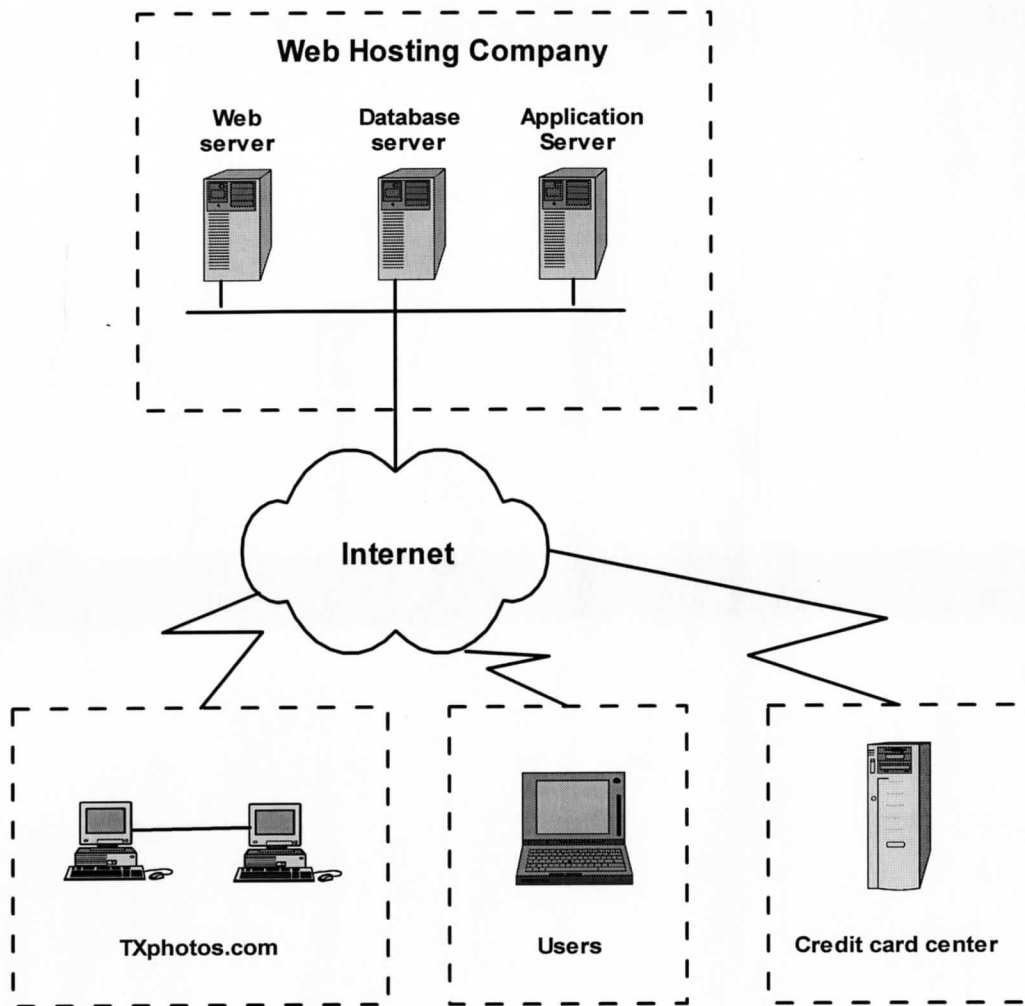 Web Hosting Company
Web
server
Database
server
Application
Server
Internet
TXphotos.com
Users
Credit card center